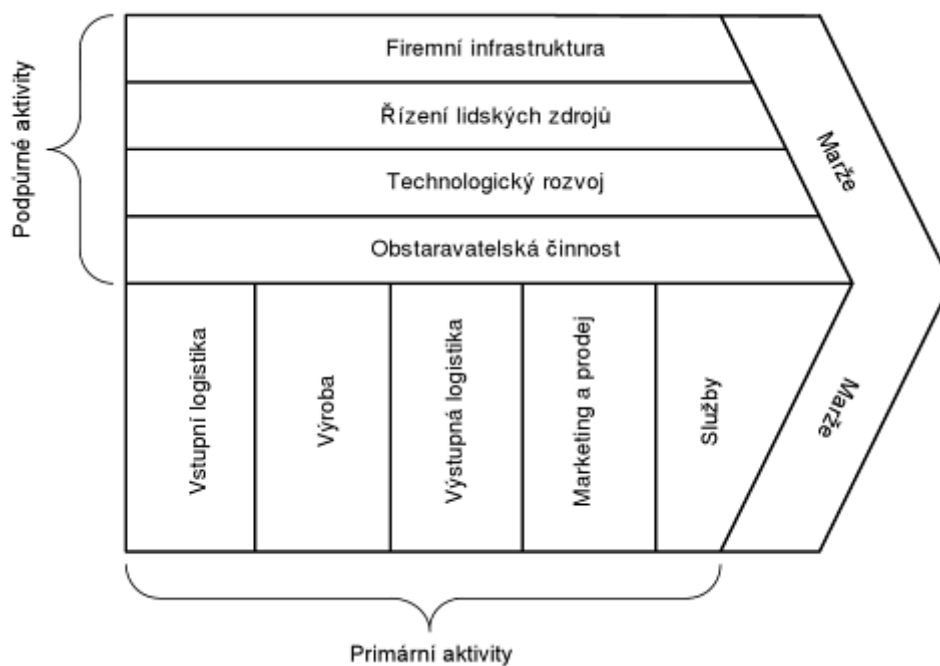 Podpůrné aktivity
Firemní infrastruktura
Řízení lidských zdrojů
Technologický rozvoj
Obstaravatelská činnost
Marže
Vstupní logistika
Výroba
Výstupná logistika
Marketing a prodej
Služby
Marže
Primární aktivity